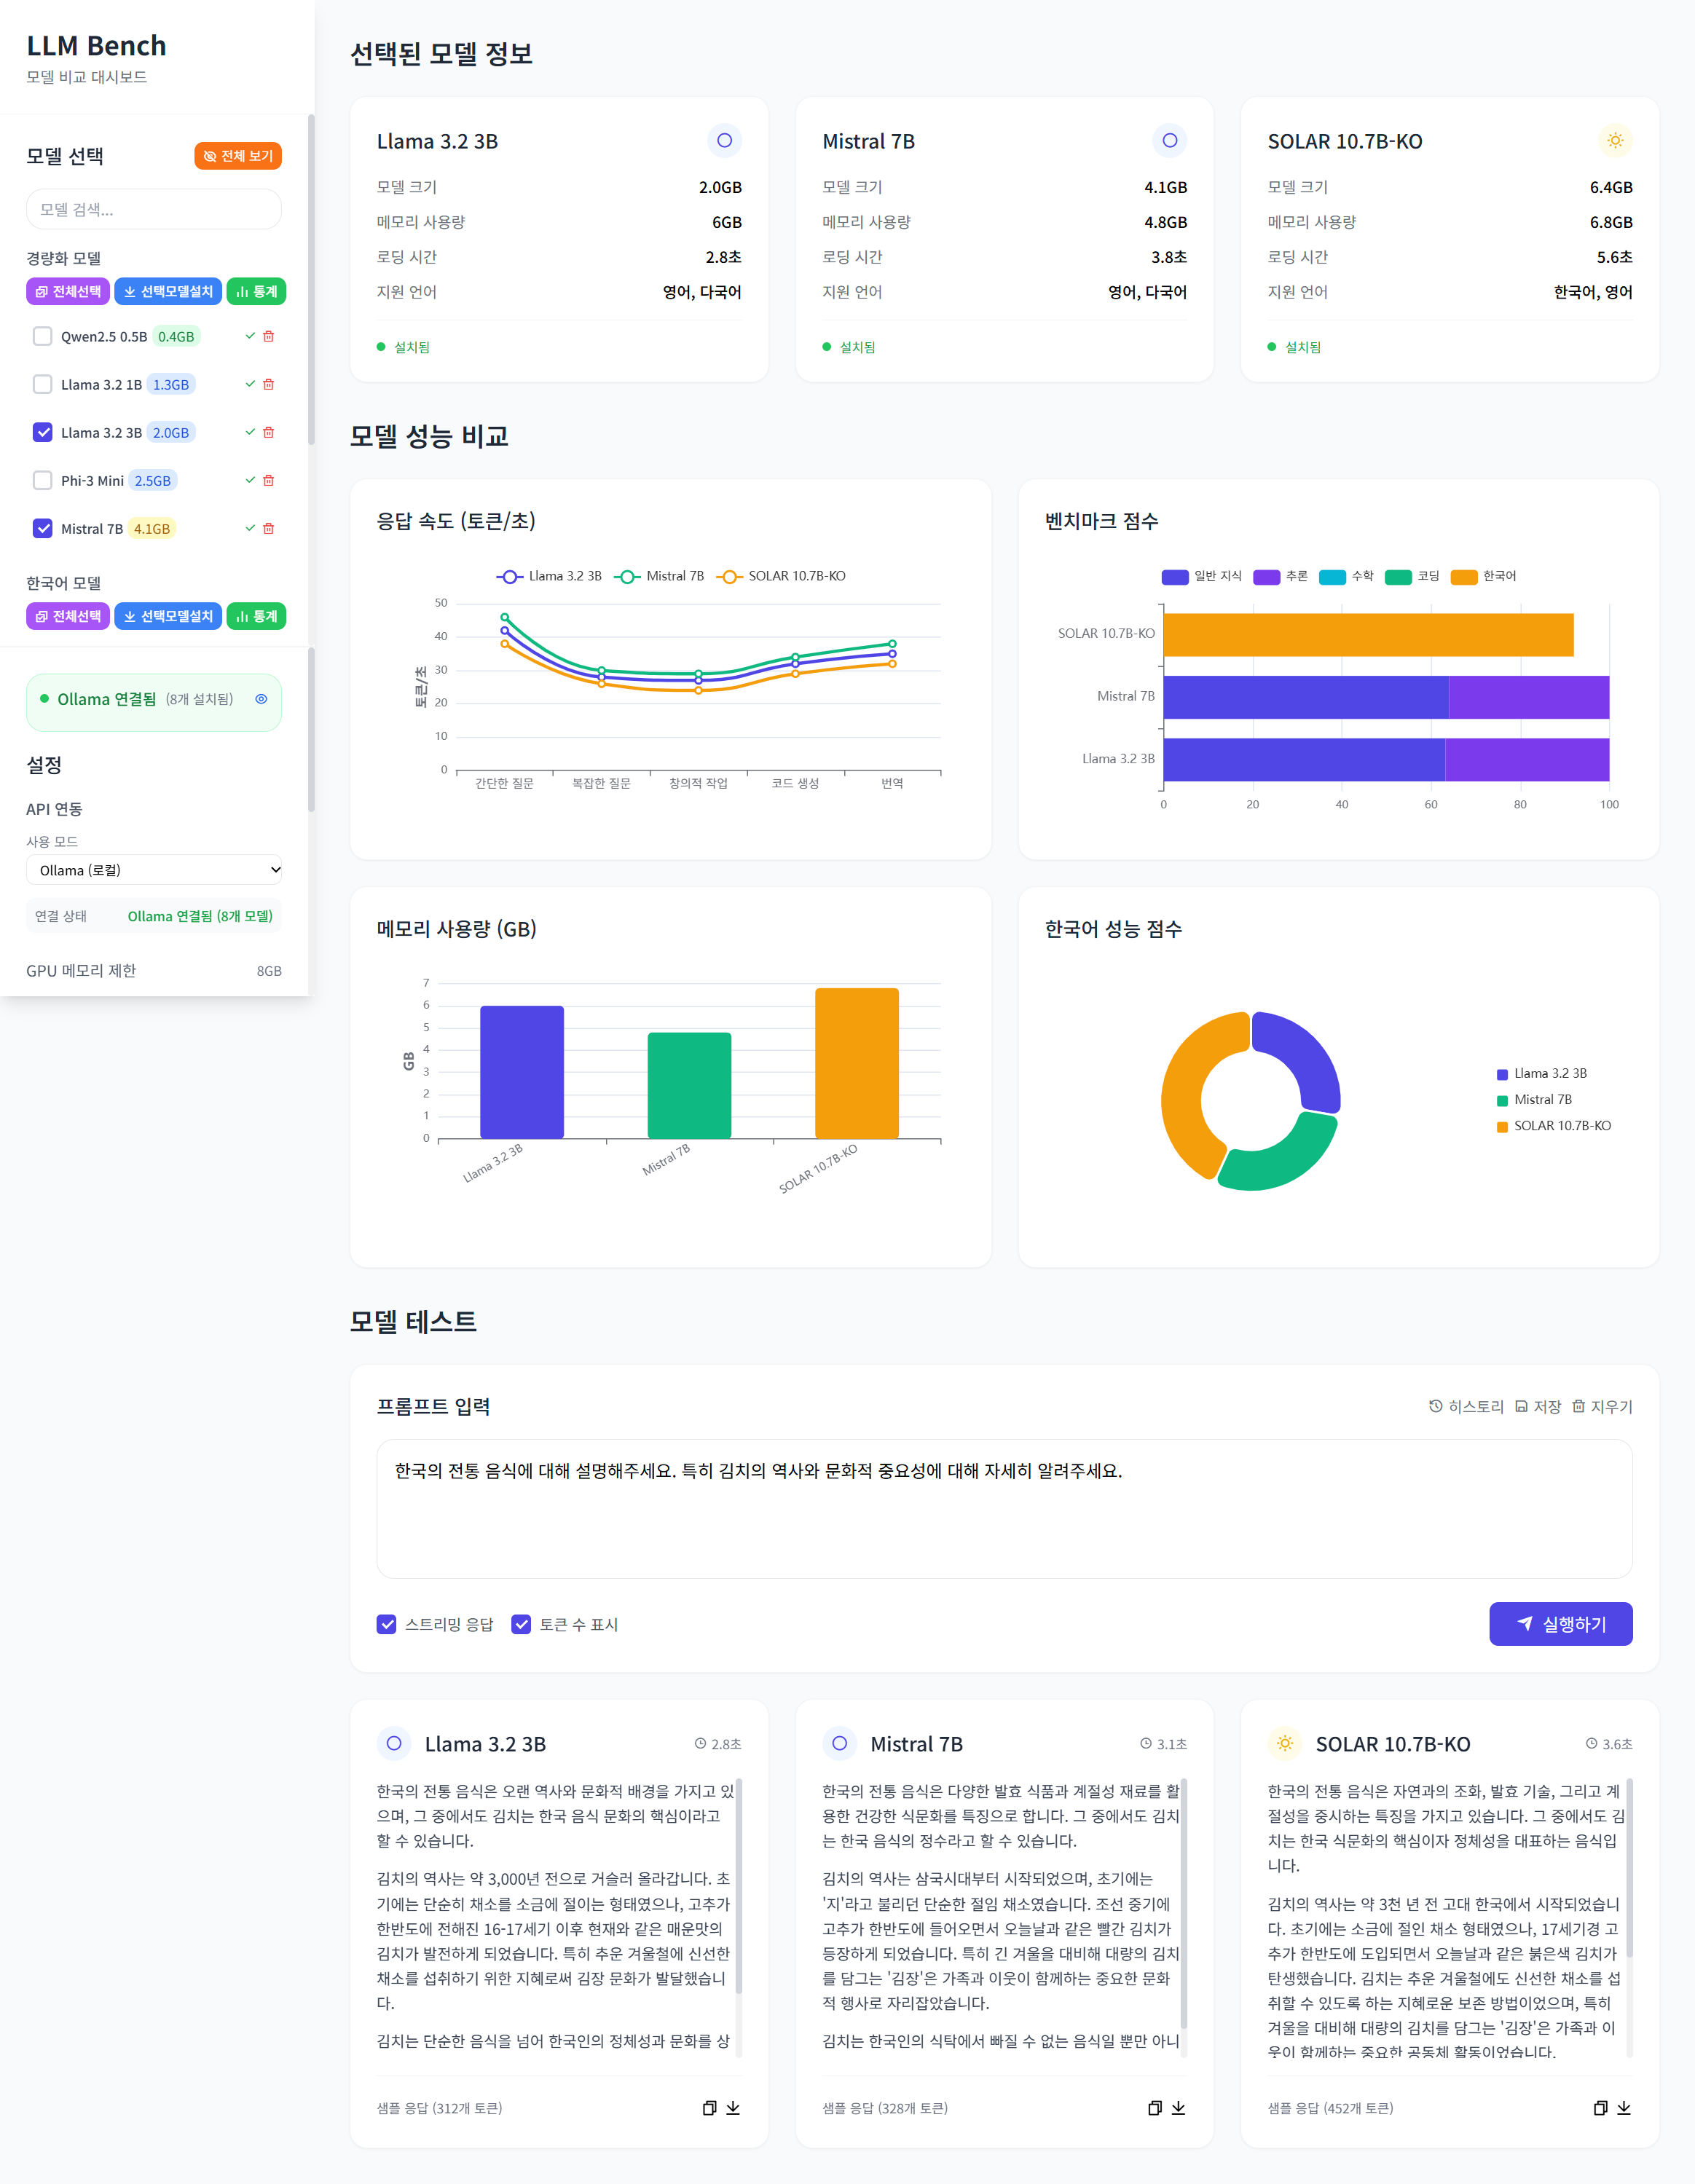 LLM Bench
모델 비교 대시보드
모델 선택
전체 보기
모델 검색...
경량화 모델
전체선택 선택모델설치 통계
Qwen2.5 0.5B 0.4GB
Llama 3.2 1B 1.3GB
Llama 3.2 3B 2.0GB
Phi-3 Mini 2.5GB
Mistral 7B 4.1GB
한국어 모델
전체선택 선택모델설치 통계
Ollama 연결됨 (8개 설치됨)
설정
API 연동
사용 모드
Ollama (로컬)
연결 상태 Ollama 연결됨 (8개 모델)
GPU 메모리 제한 8GB
선택된 모델 정보
Llama 3.2 3B
모델 크기 2.0GB
메모리 사용량 6GB
로딩 시간 2.8초
지원 언어 영어, 다국어
설치됨
Mistral 7B
모델 크기 4.1GB
메모리 사용량 4.8GB
로딩 시간 3.8초
지원 언어 영어, 다국어
설치됨
SOLAR 10.7B-KO
모델 크기 6.4GB
메모리 사용량 6.8GB
로딩 시간 5.6초
지원 언어 한국어, 영어
설치됨
모델 성능 비교
응답 속도 (토큰/초)
Llama 3.2 3B Mistral 7B SOLAR 10.7B-KO
토큰/초
50
40
30
20
10
0
간단한 질문 복잡한 질문 창의적 작업 코드 생성 번역
벤치마크 점수
일반 지식 추론 수학 코딩 한국어
SOLAR 10.7B-KO
Mistral 7B
Llama 3.2 3B
0 20 40 60 80 100
메모리 사용량 (GB)
GB
7
6
5
4
3
2
1
0
Llama 3.2 3B Mistral 7B SOLAR 10.7B-KO
한국어 성능 점수
Llama 3.2 3B
Mistral 7B
SOLAR 10.7B-KO
모델 테스트
프롬프트 입력
히스토리 저장 지우기
한국의 전통 음식에 대해 설명해주세요. 특히 김치의 역사와 문화적 중요성에 대해 자세히 알려주세요.
스트리밍 응답 토큰 수 표시
실행하기
Llama 3.2 3B 2.8초
한국의 전통 음식은 오랜 역사와 문화적 배경을 가지고 있
으며, 그 중에서도 김치는 한국 음식 문화의 핵심이라고
할 수 있습니다.
김치의 역사는 약 3,000년 전으로 거슬러 올라갑니다. 초
기에는 단순히 채소를 소금에 절이는 형태였으나, 고추가
한반도에 전해진 16-17세기 이후 현재와 같은 매운맛의
김치가 발전하게 되었습니다. 특히 추운 겨울철에 신선한
채소를 섭취하기 위한 지혜로써 김장 문화가 발달했습니
다.
김치는 단순한 음식을 넘어 한국인의 정체성과 문화를 상
샘플 응답 (312개 토큰)
Mistral 7B 3.1초
한국의 전통 음식은 다양한 발효 식품과 계절성 재료를 활
용한 건강한 식문화를 특징으로 합니다. 그 중에서도 김치
는 한국 음식의 정수라고 할 수 있습니다.
김치의 역사는 삼국시대부터 시작되었으며, 초기에는
'지'라고 불리던 단순한 절임 채소였습니다. 조선 중기에
고추가 한반도에 들어오면서 오늘날과 같은 빨간 김치가
등장하게 되었습니다. 특히 긴 겨울을 대비해 대량의 김치
를 담그는 '김장'은 가족과 이웃이 함께하는 중요한 문화
적 행사로 자리잡았습니다.
김치는 한국인의 식탁에서 빠질 수 없는 음식일 뿐만 아니
샘플 응답 (328개 토큰)
SOLAR 10.7B-KO 3.6초
한국의 전통 음식은 자연과의 조화, 발효 기술, 그리고 계
절성을 중시하는 특징을 가지고 있습니다. 그 중에서도 김
치는 한국 식문화의 핵심이자 정체성을 대표하는 음식입
니다.
김치의 역사는 약 3천 년 전 고대 한국에서 시작되었습니
다. 초기에는 소금에 절인 채소 형태였으나, 17세기경 고
추가 한반도에 도입되면서 오늘날과 같은 붉은색 김치가
탄생했습니다. 김치는 추운 겨울철에도 신선한 채소를 섭
취할 수 있도록 하는 지혜로운 보존 방법이었으며, 특히
겨울을 대비해 대량의 김치를 담그는 '김장'은 가족과 이
웃이 함께하는 중요한 공동체 활동이었습니다.
샘플 응답 (452개 토큰)